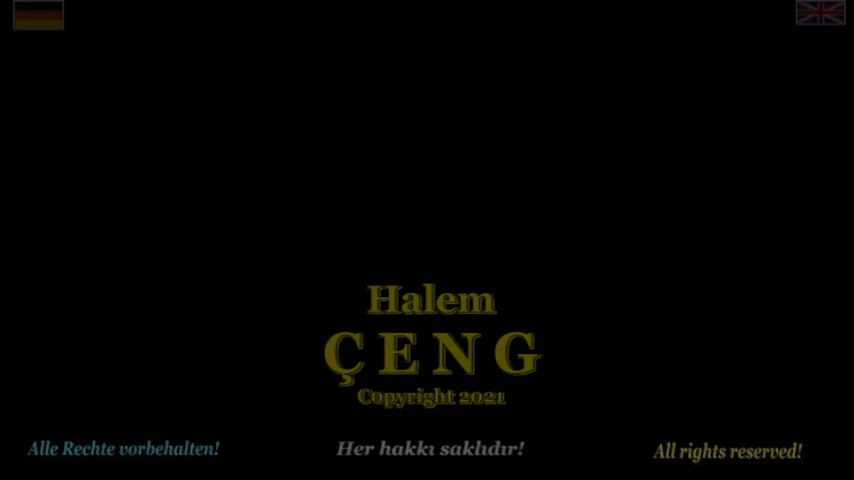 Halem
ÇENG
Copyright 2021
Alle Rechte vorbehalten!
Her hakkı saklıdır!
All rights reserved!